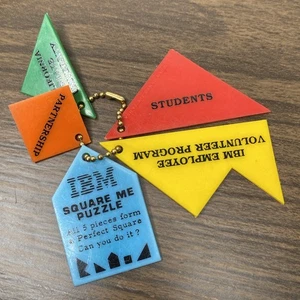 CALIFORNIA
PARTNERSHIP
STUDENTS
IBM EMPLOYEE
VOLUNTEER PROGRAM
IBM
SQUARE ME
PUZZLE
All 5 pieces form
a Perfect Square
Can you do it?